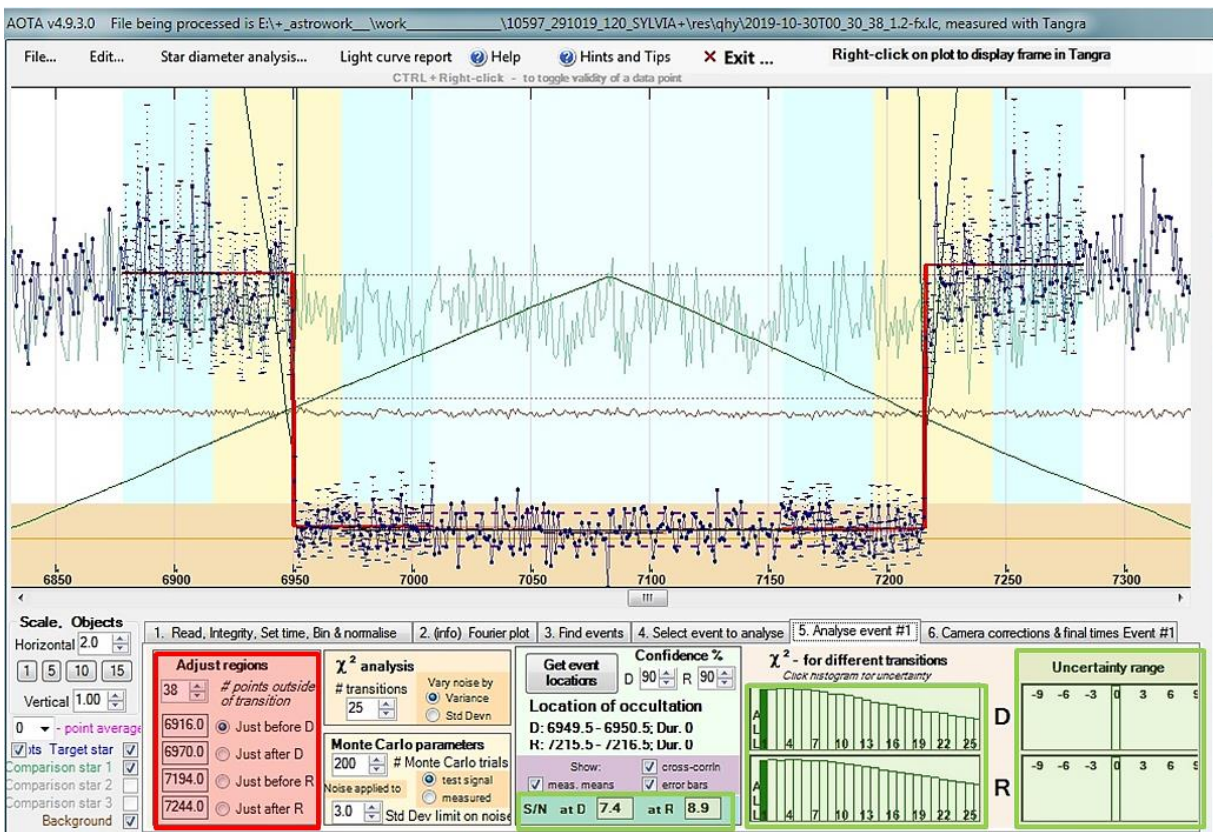 AOTA v4.9.3.0 File being processed is E:\+_astrowork__\work_____________\10597_291019_120_SYLVIA+\res\qhy\2019-10-30T00_30_38_1.2-fx.lc, measured with Tangra
File... Edit... Star diameter analysis... Light curve report Help Hints and Tips Exit ... Right-click on plot to display frame in Tangra
CTRL + Right-click - to toggle validity of a data point
6850 6900 6950 7000 7050 7100 7150 7200 7250 7300
Scale, Objects
Horizontal 2.0
1 5 10 15
Vertical 1.00
0 - point average
Target star
Comparison star 1
Comparison star 2
Comparison star 3
Background
1. Read, Integrity, Set time, Bin & normalise 2. (info) Fourier plot 3. Find events 4. Select event to analyse 5. Analyse event #1 6. Camera corrections & final times Event #1
Adjust regions
38 # points outside
of transition
6916.0 Just before D
6970.0 Just after D
7194.0 Just before R
7244.0 Just after R
χ² analysis
# transitions
25
Vary noise by
Variance
Std Devn
Monte Carlo parameters
200 # Monte Carlo trials
Noise applied to
test signal
measured
3.0 Std Dev limit on noise
Get event
locations
Confidence %
D 90 R 90
Location of occultation
D: 6949.5 - 6950.5; Dur. 0
R: 7215.5 - 7216.5; Dur. 0
Show: cross-corrln
meas. means error bars
S/N at D 7.4 at R 8.9
χ² - for different transitions
Click histogram for uncertainty
ALL 1 4 7 10 13 16 19 22 25
D
ALL 1 4 7 10 13 16 19 22 25
R
Uncertainty range
-9 -6 -3 0 3 6 9
-9 -6 -3 0 3 6 9